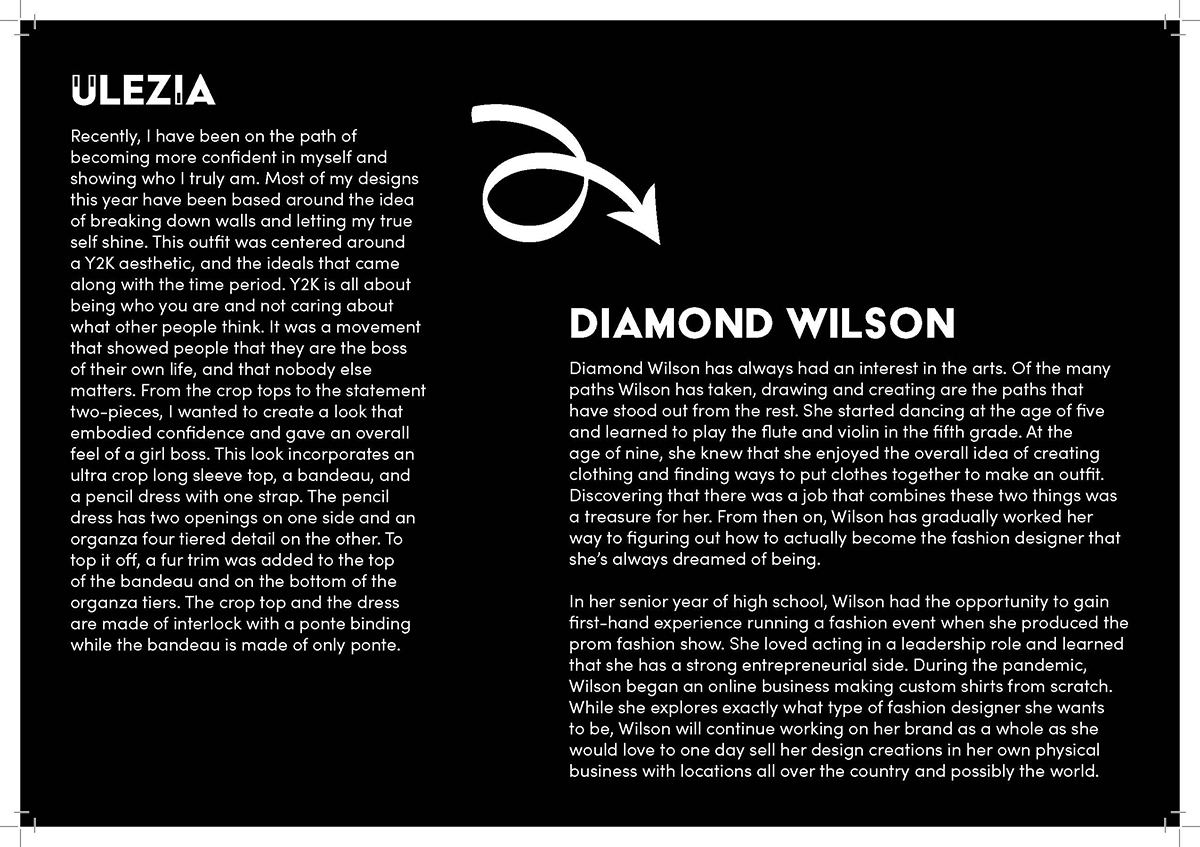 ULEZIA
Recently, I have been on the path of
becoming more confident in myself and
showing who I truly am. Most of my designs
this year have been based around the idea
of breaking down walls and letting my true
self shine. This outfit was centered around
a Y2K aesthetic, and the ideals that came
along with the time period. Y2K is all about
being who you are and not caring about
what other people think. It was a movement
that showed people that they are the boss
of their own life, and that nobody else
matters. From the crop tops to the statement
two-pieces, I wanted to create a look that
embodied confidence and gave an overall
feel of a girl boss. This look incorporates an
ultra crop long sleeve top, a bandeau, and
a pencil dress with one strap. The pencil
dress has two openings on one side and an
organza four tiered detail on the other. To
top it off, a fur trim was added to the top
of the bandeau and on the bottom of the
organza tiers. The crop top and the dress
are made of interlock with a ponte binding
while the bandeau is made of only ponte.
DIAMOND WILSON
Diamond Wilson has always had an interest in the arts. Of the many
paths Wilson has taken, drawing and creating are the paths that
have stood out from the rest. She started dancing at the age of five
and learned to play the flute and violin in the fifth grade. At the
age of nine, she knew that she enjoyed the overall idea of creating
clothing and finding ways to put clothes together to make an outfit.
Discovering that there was a job that combines these two things was
a treasure for her. From then on, Wilson has gradually worked her
way to figuring out how to actually become the fashion designer that
she’s always dreamed of being.
In her senior year of high school, Wilson had the opportunity to gain
first-hand experience running a fashion event when she produced the
prom fashion show. She loved acting in a leadership role and learned
that she has a strong entrepreneurial side. During the pandemic,
Wilson began an online business making custom shirts from scratch.
While she explores exactly what type of fashion designer she wants
to be, Wilson will continue working on her brand as a whole as she
would love to one day sell her design creations in her own physical
business with locations all over the country and possibly the world.